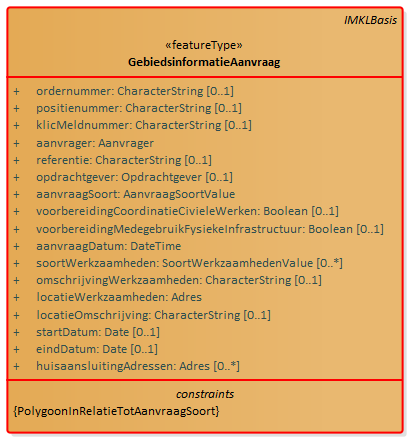 IMKLBasis
«featureType»
GebiedsinformatieAanvraag
+ ordernummer: CharacterString [0..1]
+ positienummer: CharacterString [0..1]
+ klicMeldnummer: CharacterString [0..1]
+ aanvrager: Aanvrager
+ referentie: CharacterString [0..1]
+ opdrachtgever: Opdrachtgever [0..1]
+ aanvraagSoort: AanvraagSoortValue
+ voorbereidingCoordinatieCivieleWerken: Boolean [0..1]
+ voorbereidingMedegebruikFysiekeInfrastructuur: Boolean [0..1]
+ aanvraagDatum: DateTime
+ soortWerkzaamheden: SoortWerkzaamhedenValue [0..*]
+ omschrijvingWerkzaamheden: CharacterString [0..1]
+ locatieWerkzaamheden: Adres
+ locatieOmschrijving: CharacterString [0..1]
+ startDatum: Date [0..1]
+ eindDatum: Date [0..1]
+ huisaansluitingAdressen: Adres [0..*]
constraints
{PolygoonInRelatieTotAanvraagSoort}